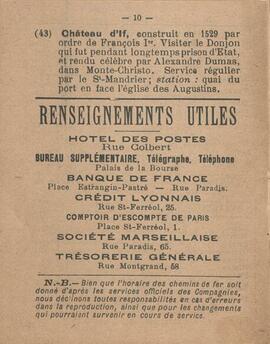 — 10 —
(43) Château d'If, construit en 1529 par
ordre de François Ier. Visiter le Donjon
qui fut pendant longtemps prison d'Etat,
et rendu célèbre par Alexandre Dumas,
dans Monte-Christo. Service régulier
par le St-Mandrier; station : quai du
port en face l'église des Augustins.
RENSEIGNEMENTS UTILES
HOTEL DES POSTES
Rue Colbert
BUREAU SUPPLÉMENTAIRE, Télégraphe, Téléphone
Palais de la Bourse
BANQUE DE FRANCE
Place Estrangin-Pastré — Rue Paradis.
CRÉDIT LYONNAIS
Rue St-Ferréol, 25.
COMPTOIR D'ESCOMPTE DE PARIS
Place St-Ferréol, 1.
SOCIÉTÉ MARSEILLAISE
Rue Paradis, 65.
TRÉSORERIE GÉNÉRALE
Rue Montgrand, 58
N.-B.— Bien que l'horaire des chemins de fer soit
donné d'après les services officiels des Compagnies,
nous déclinons toutes responsabilités en cas d'erreurs
dans la reproduction, ainsi que pour les changements
qui pourraient survenir en cours de service.